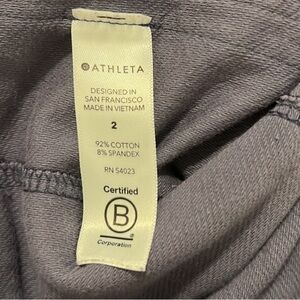 ATHLETA
DESIGNED IN
SAN FRANCISCO
MADE IN VIETNAM
2
92% COTTON
8% SPANDEX
RN 54023
Certified
B
Corporation